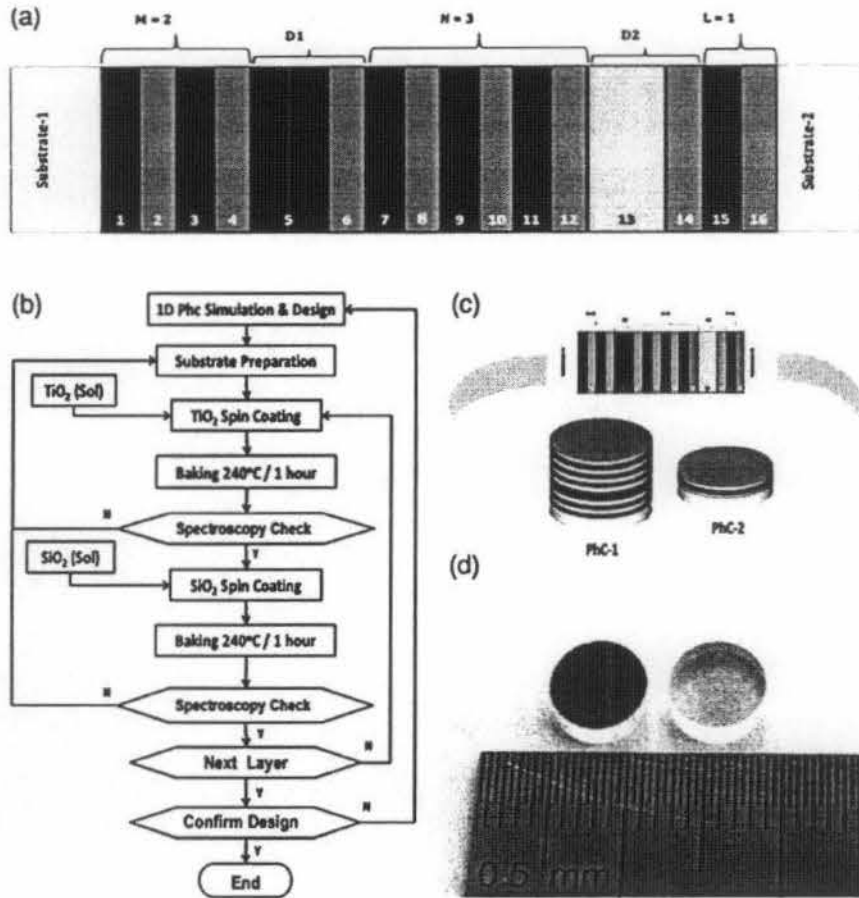 (a)
M = 2
D1
N = 3
D2
L = 1
Substrate-1
1 2 3 4 5 6 7 8 9 10 11 12 13 14 15 16
Substrate-2
(b)
1D Phc Simulation & Design
Substrate Preparation
TiO₂ (Sol)
TiO₂ Spin Coating
Baking 240°C / 1 hour
N
Spectroscopy Check
Y
SiO₂ (Sol)
SiO₂ Spin Coating
Baking 240°C / 1 hour
N
Spectroscopy Check
Y
Next Layer
N
Y
Confirm Design
N
Y
End
(c)
PhC-1
PhC-2
(d)
0.5 mm